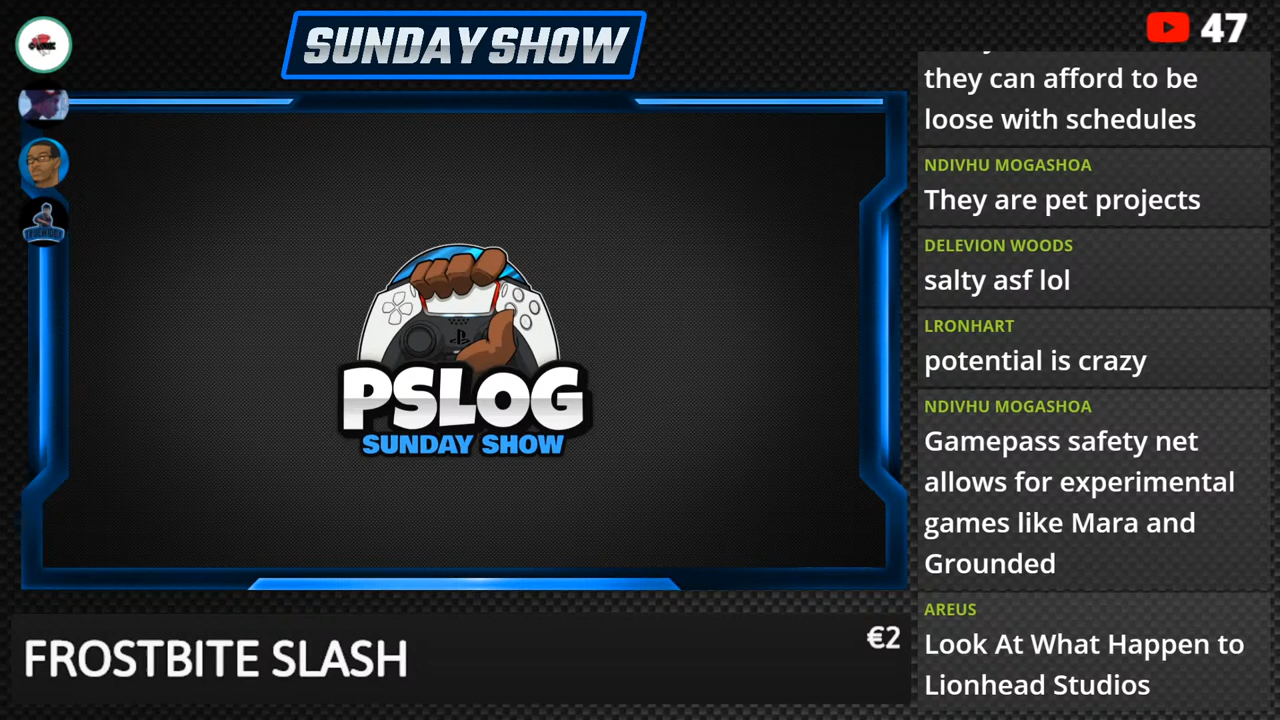 SUNDAY SHOW
47
they can afford to be
loose with schedules
NDIVHU MOGASHOA
They are pet projects
DELEVION WOODS
salty asf lol
LRONHART
potential is crazy
NDIVHU MOGASHOA
Gamepass safety net
allows for experimental
games like Mara and
Grounded
AREUS
Look At What Happen to
Lionhead Studios
PSLOG
SUNDAY SHOW
FROSTBITE SLASH
€2